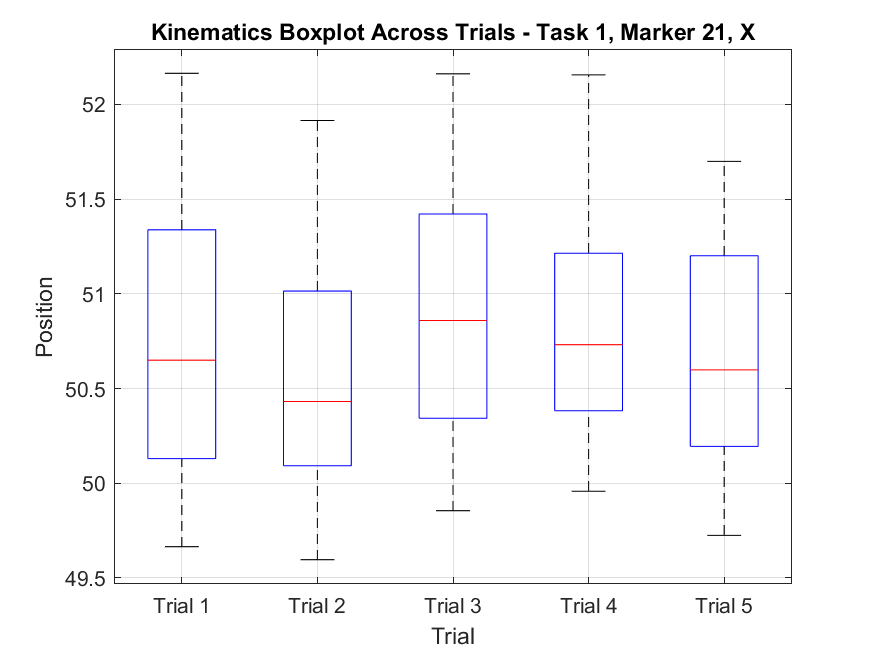 Kinematics Boxplot Across Trials - Task 1, Marker 21, X
52
51.5
51
50.5
50
49.5
Position
Trial 1 Trial 2 Trial 3 Trial 4 Trial 5
Trial